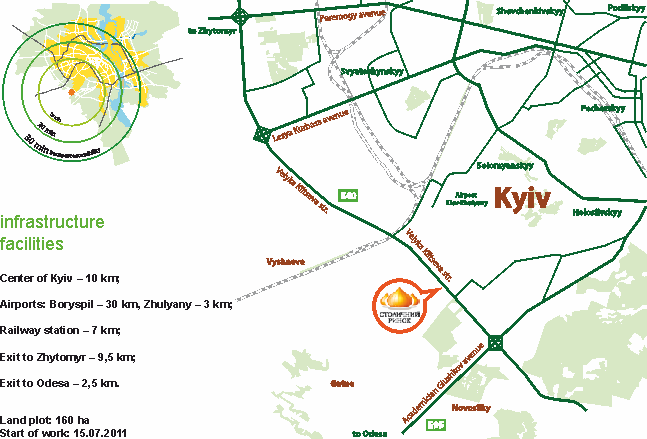 to Zhytomyr
Peremogy avenue
Shevchenkivskyy
Podilskyy
Svyatoshynskyy
Lesya Kurbasa avenue
Pecherskyy
30 min
Solomyanskyy
Velyka Kiltseva str.
E40
Airport
Kyiv
Holosiivskyy
infrastructure
facilities
Velyka Kiltseva str.
Vyshneve
Center of Kyiv – 10 km;
Airports: Boryspil – 30 km, Zhulyany – 3 km;
СТОЛИЧНИЙ
РИНОК
Railway station – 7 km;
Exit to Zhytomyr – 9,5 km;
Exit to Odesa – 2,5 km.
Academician Glushkov avenue
Novosilky
Land plot: 160 ha
E95
Start of work: 15.07.2011
to Odesa